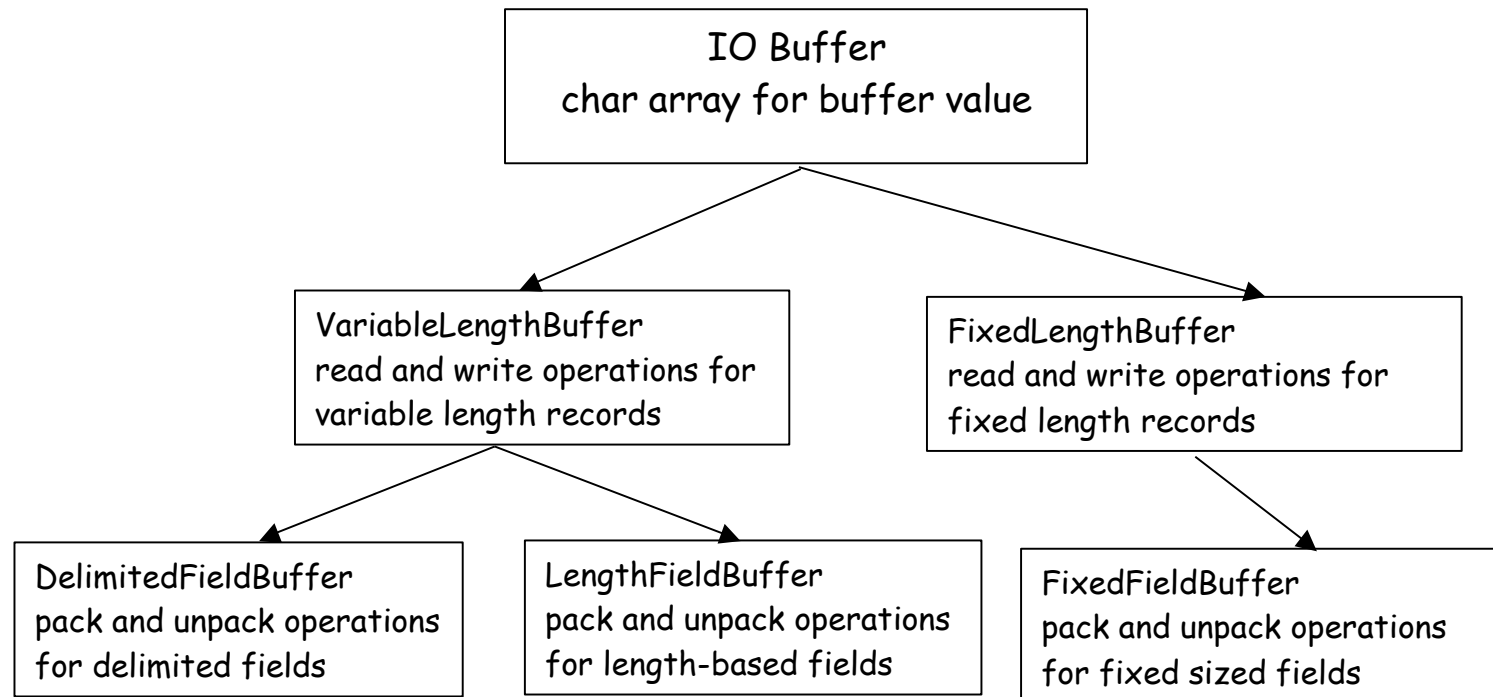 IO Buffer
char array for buffer value
VariableLengthBuffer
read and write operations for
variable length records
FixedLengthBuffer
read and write operations for
fixed length records
DelimitedFieldBuffer
pack and unpack operations
for delimited fields
LengthFieldBuffer
pack and unpack operations
for length-based fields
FixedFieldBuffer
pack and unpack operations
for fixed sized fields